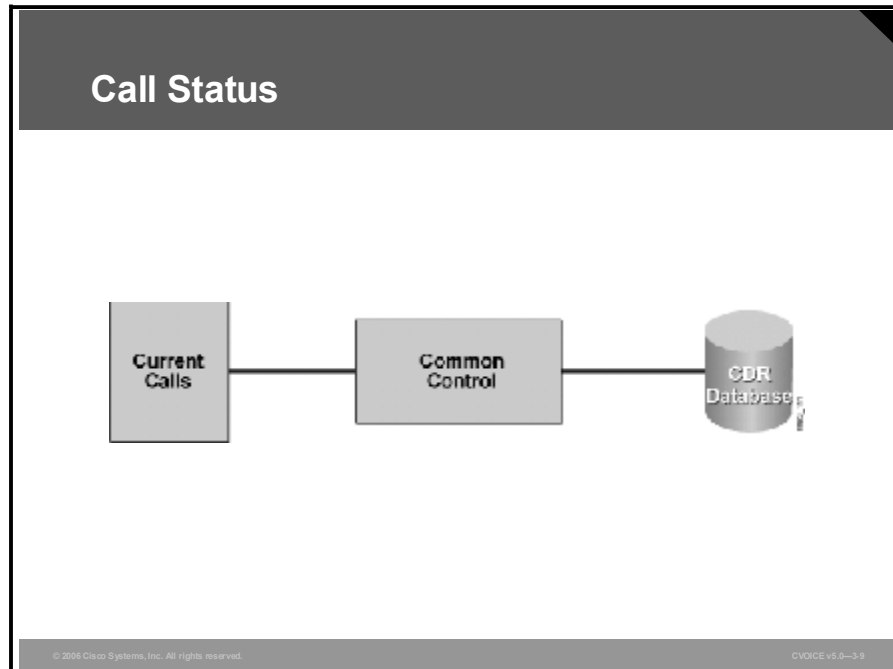 Call Status
Current
Calls
Common
Control
CDR
Database
© 2006 Cisco Systems, Inc. All rights reserved.
CVOICE v5.0—3-9